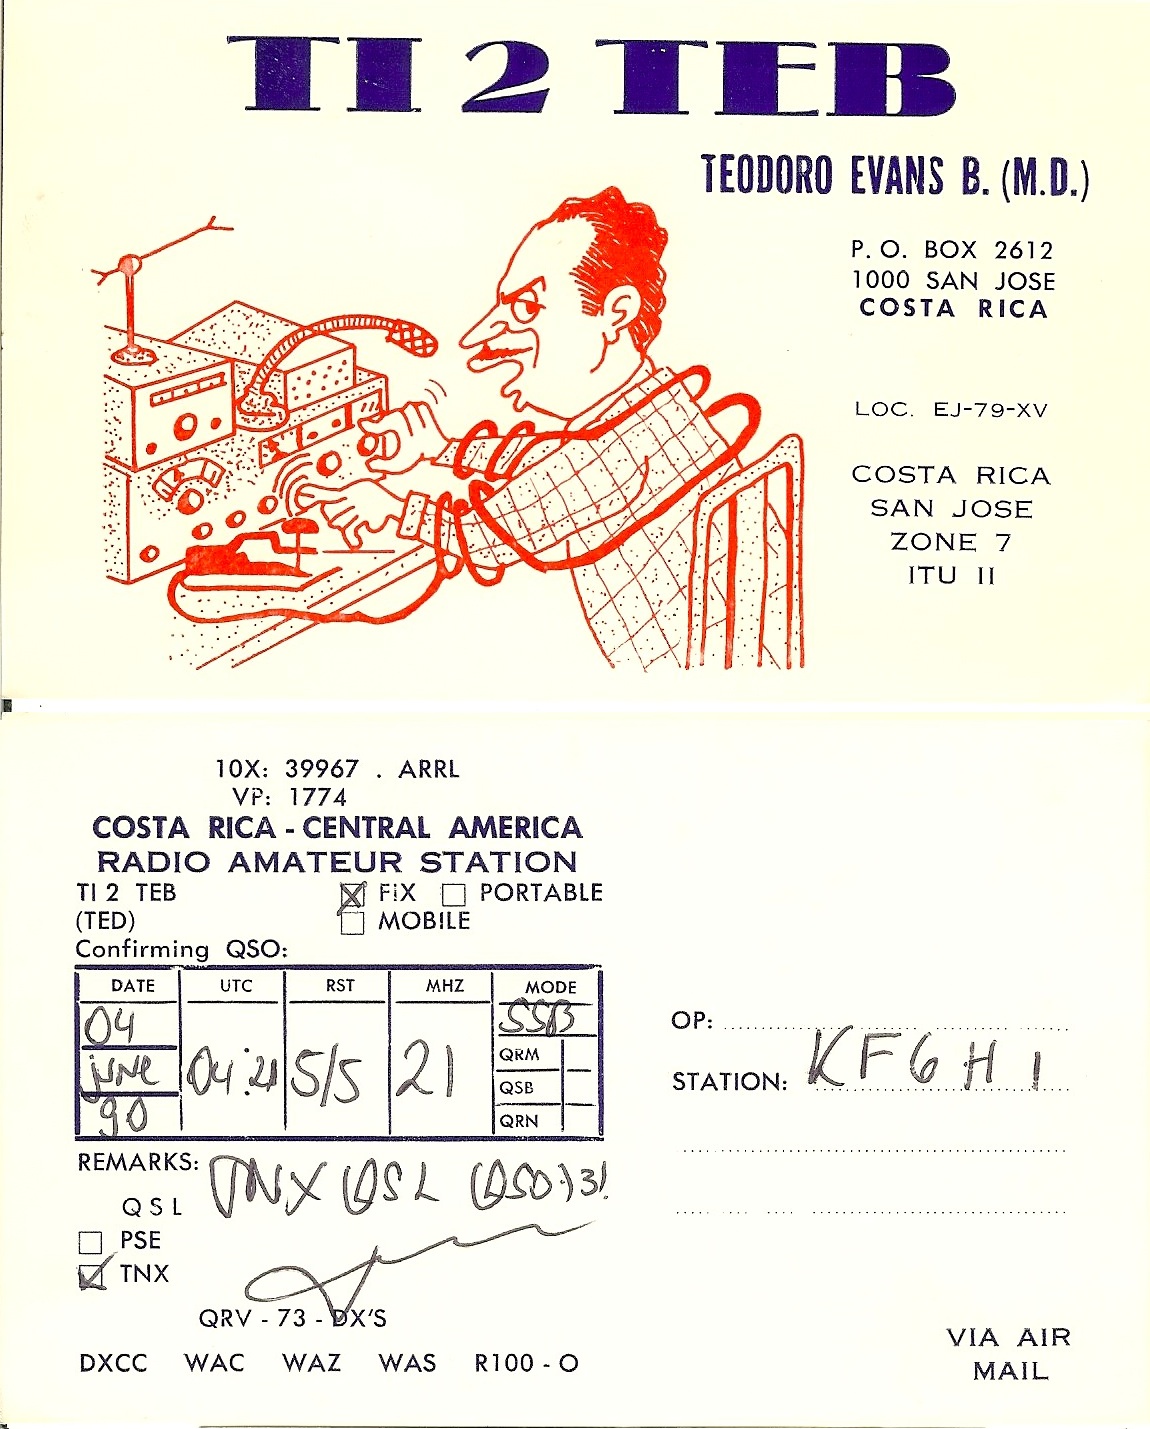 TI 2 TEB
TEODORO EVANS B. (M.D.)
P. O. BOX 2612
1000 SAN JOSE
COSTA RICA
LOC. EJ-79-XV
COSTA RICA
SAN JOSE
ZONE 7
ITU II
10X: 39967 . ARRL
VP: 1774
COSTA RICA - CENTRAL AMERICA
RADIO AMATEUR STATION
TI 2 TEB FIX PORTABLE
(TED) MOBILE
Confirming QSO:
DATE UTC RST MHZ MODE
04 june 90 04:21 5/5 21 SSB
QRM
QSB
QRN
OP:
STATION: KF6HI
REMARKS: TNX QSL QSO
QSL
PSE
TNX
QRV - 73 - DX'S
DXCC WAC WAZ WAS R100 - O
VIA AIR
MAIL